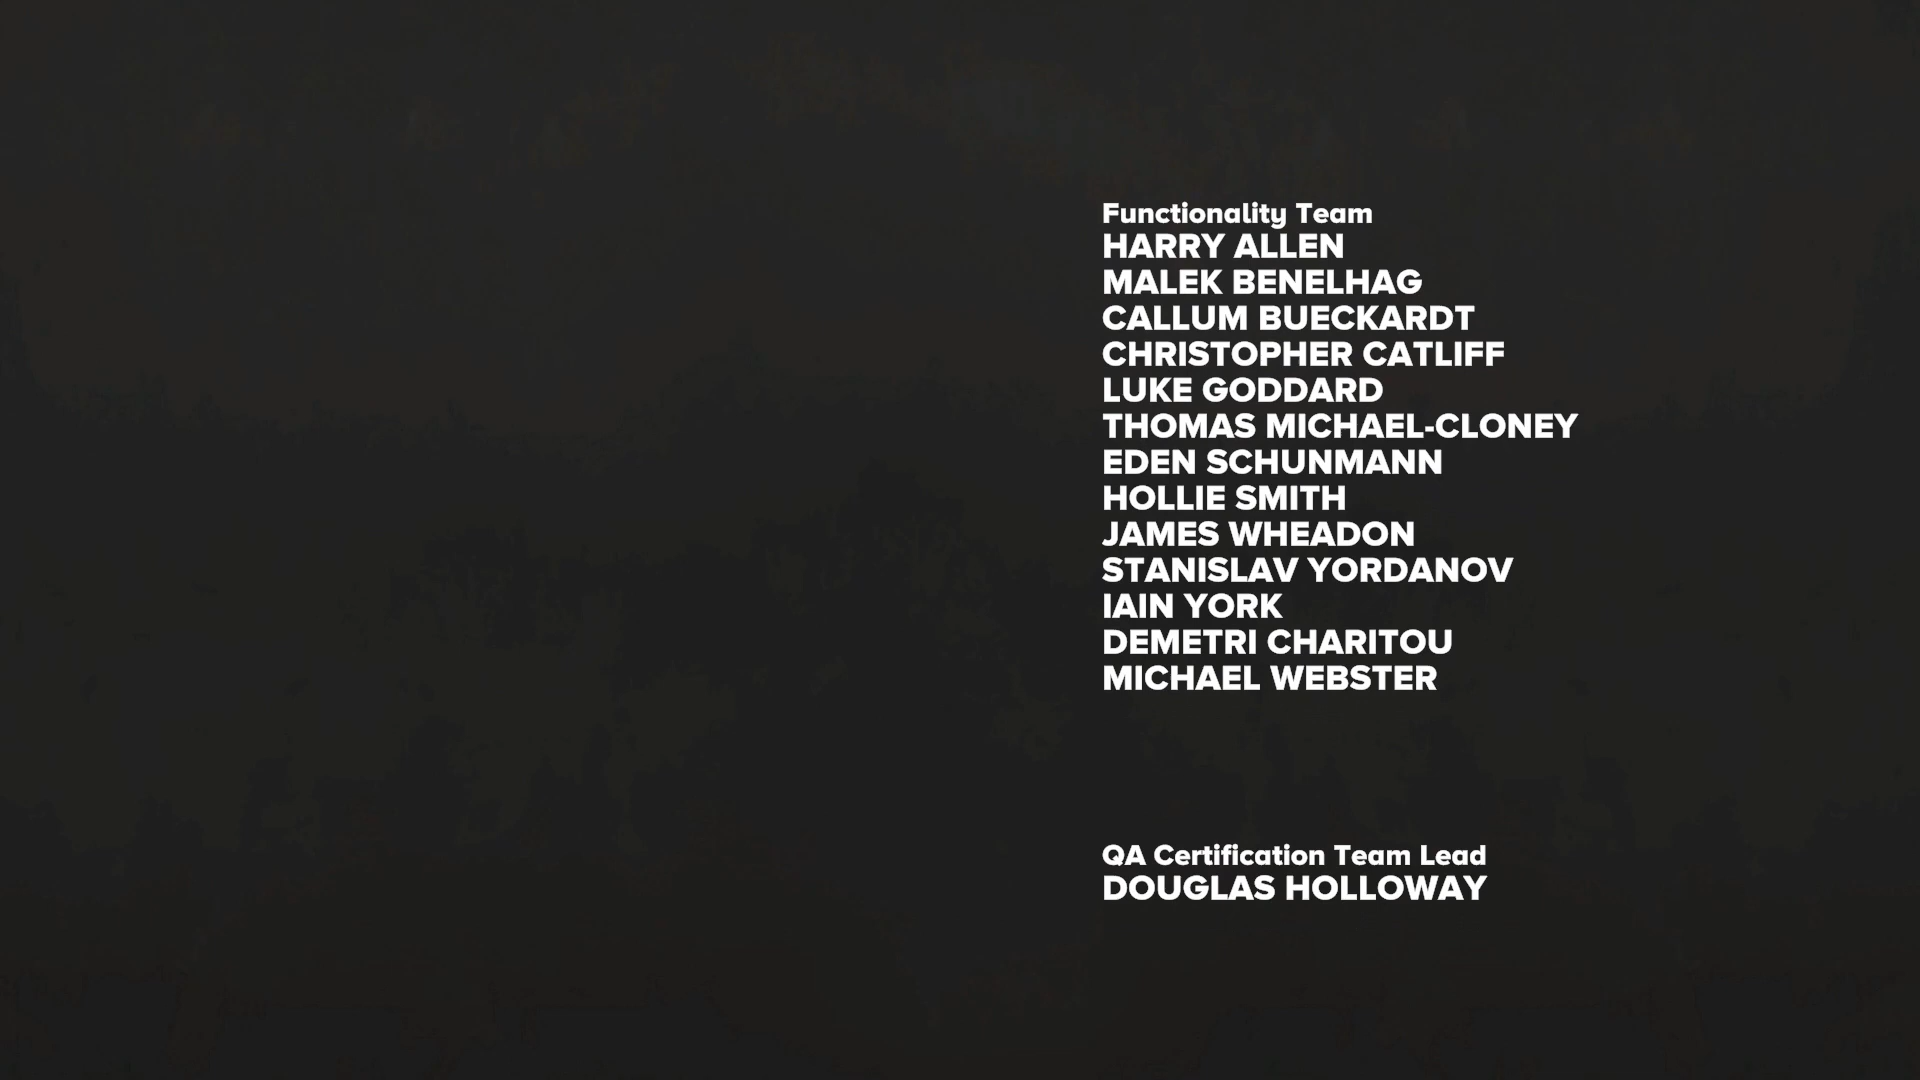 Functionality Team
HARRY ALLEN
MALEK BENELHAG
CALLUM BUECKARDT
CHRISTOPHER CATLIFF
LUKE GODDARD
THOMAS MICHAEL-CLONEY
EDEN SCHUNMANN
HOLLIE SMITH
JAMES WHEADON
STANISLAV YORDANOV
IAIN YORK
DEMETRI CHARITOU
MICHAEL WEBSTER
QA Certification Team Lead
DOUGLAS HOLLOWAY